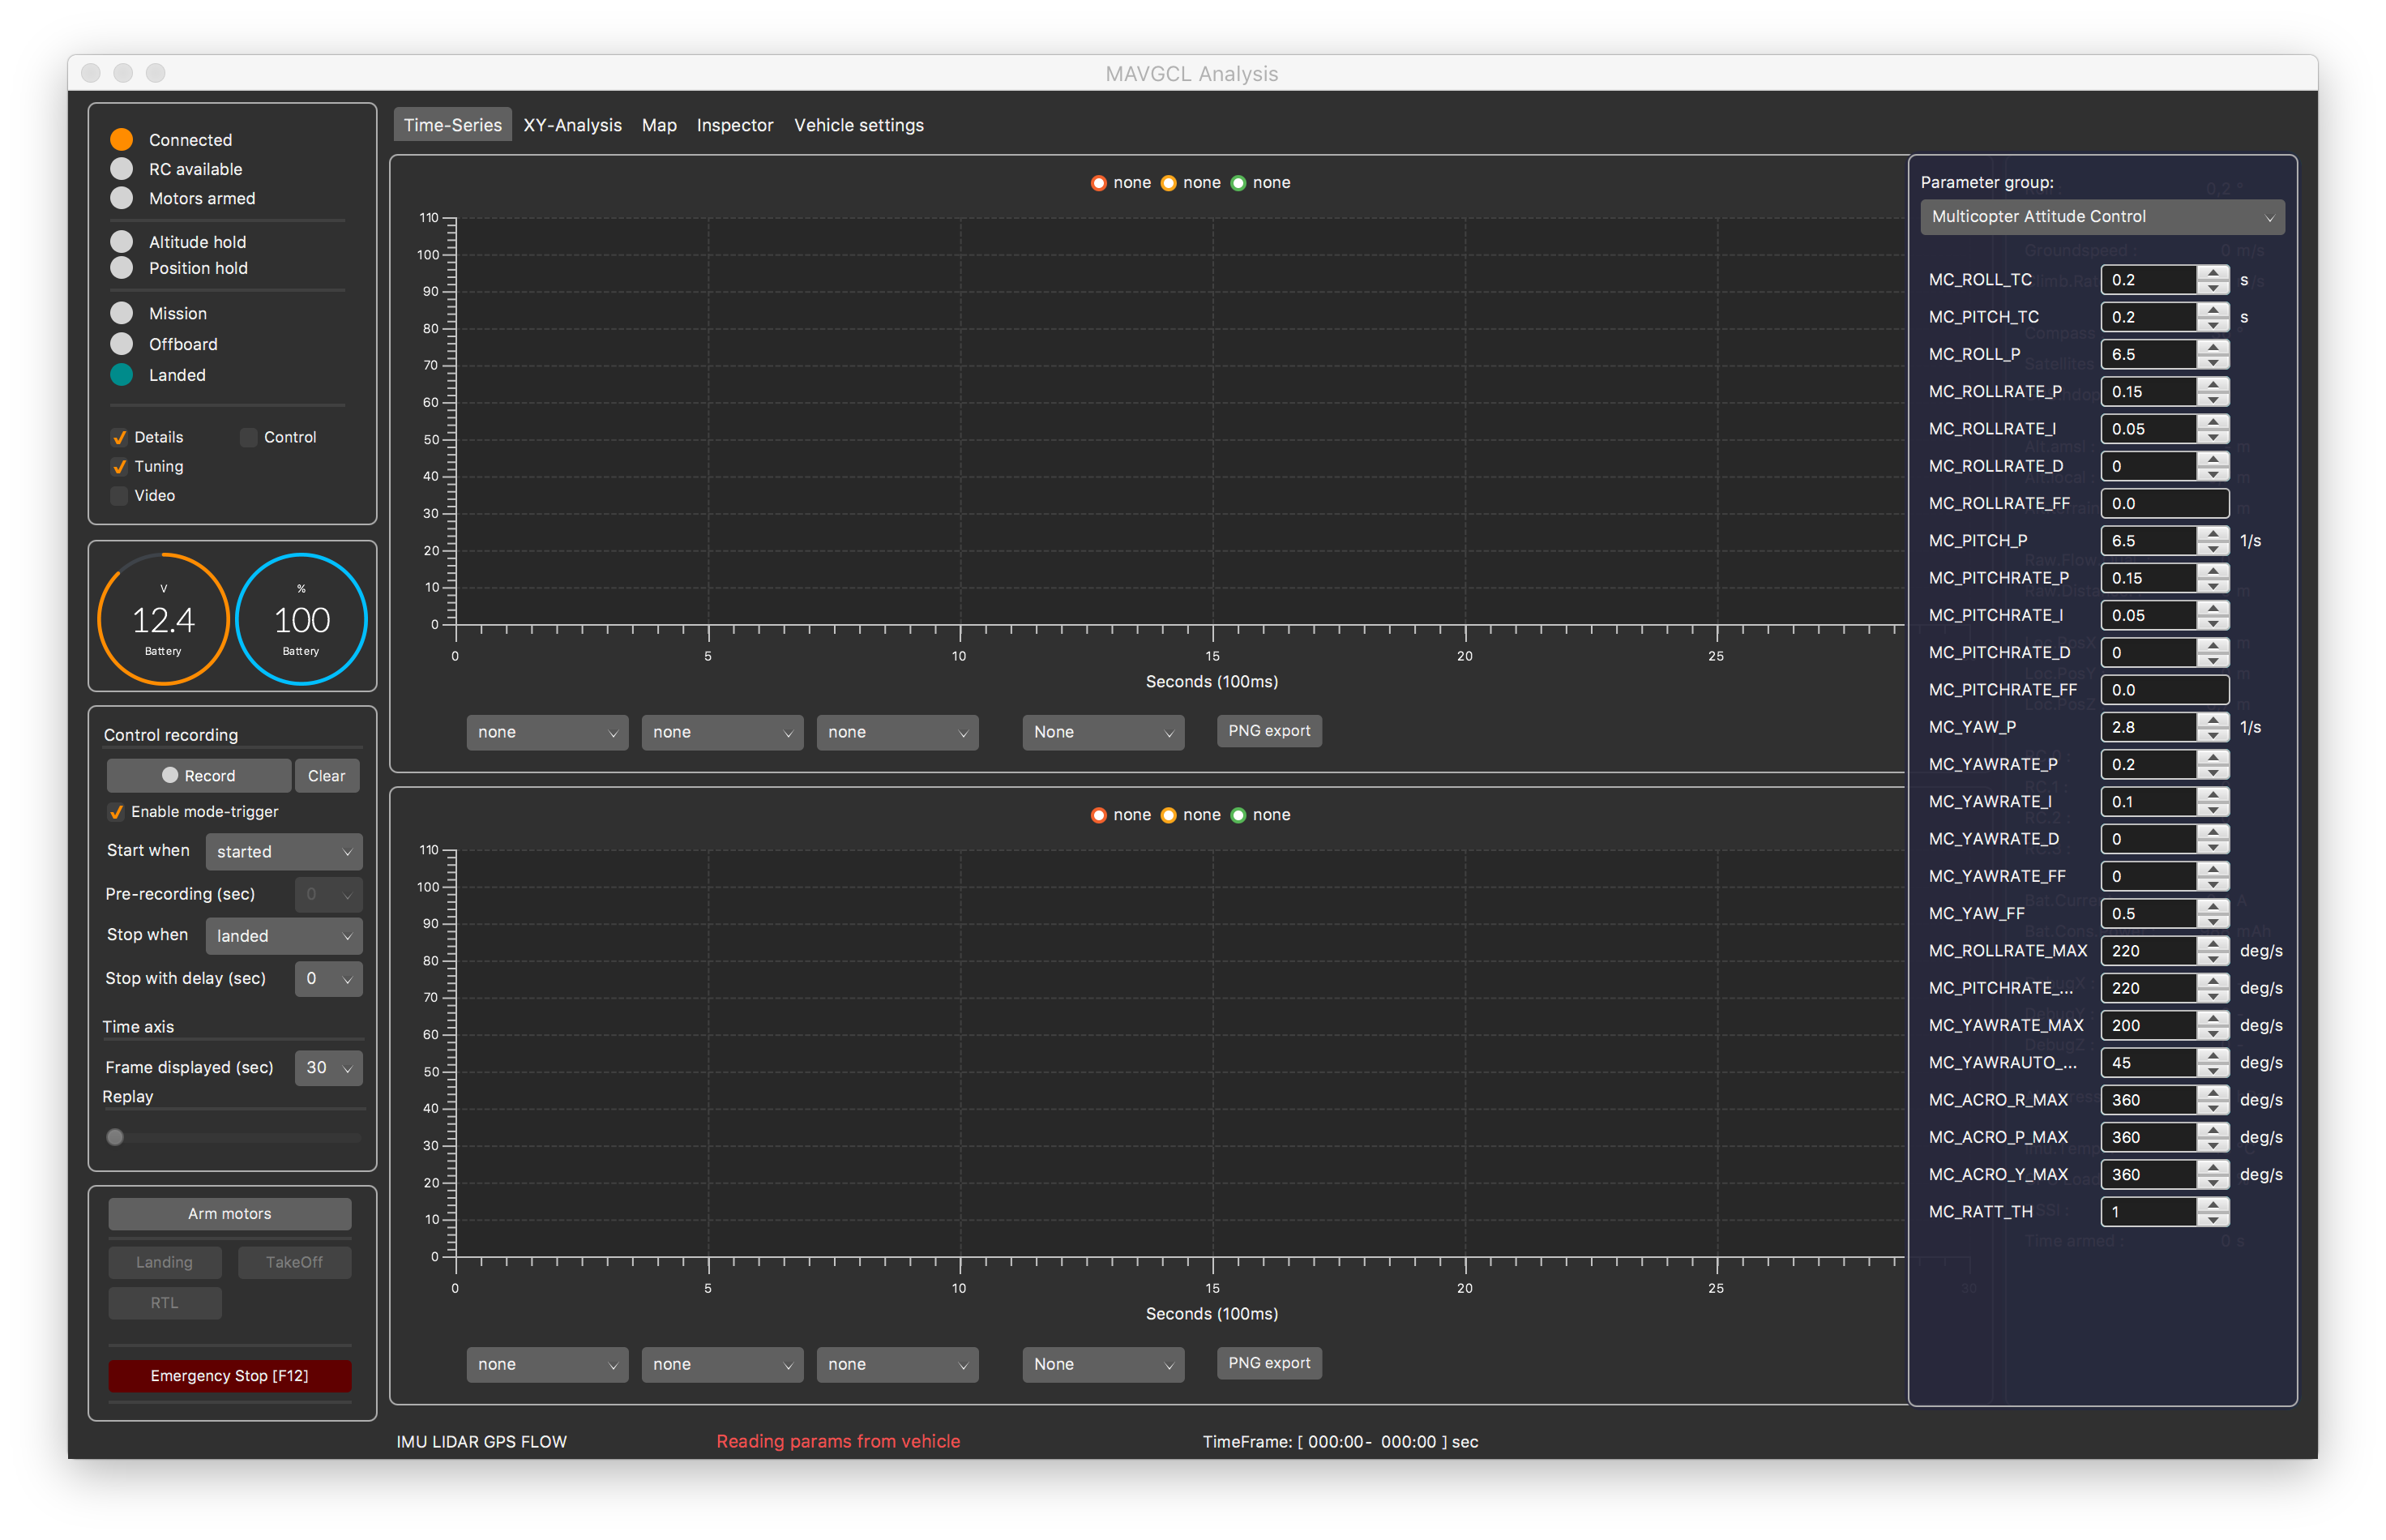 MAVGCL Analysis
Connected
RC available
Motors armed
Altitude hold
Position hold
Mission
Offboard
Landed
Details Control
Tuning
Video
V
12.4
Battery
%
100
Battery
Control recording
Record Clear
Enable mode-trigger
Start when started
Pre-recording (sec) 0
Stop when landed
Stop with delay (sec) 0
Time axis
Frame displayed (sec) 30
Replay
Arm motors
Landing TakeOff
RTL
Emergency Stop [F12]
Time-Series XY-Analysis Map Inspector Vehicle settings
none none none
110
100
90
80
70
60
50
40
30
20
10
0
0 5 10 15 20 25
Seconds (100ms)
none none none None PNG export
none none none
110
100
90
80
70
60
50
40
30
20
10
0
0 5 10 15 20 25 30
Seconds (100ms)
none none none None PNG export
Parameter group:
Multicopter Attitude Control
MC_ROLL_TC 0.2 s
MC_PITCH_TC 0.2 s
MC_ROLL_P 6.5
MC_ROLLRATE_P 0.15
MC_ROLLRATE_I 0.05
MC_ROLLRATE_D 0
MC_ROLLRATE_FF 0.0
MC_PITCH_P 6.5 1/s
MC_PITCHRATE_P 0.15
MC_PITCHRATE_I 0.05
MC_PITCHRATE_D 0
MC_PITCHRATE_FF 0.0
MC_YAW_P 2.8 1/s
MC_YAWRATE_P 0.2
MC_YAWRATE_I 0.1
MC_YAWRATE_D 0
MC_YAWRATE_FF 0
MC_YAW_FF 0.5
MC_ROLLRATE_MAX 220 deg/s
MC_PITCHRATE_... 220 deg/s
MC_YAWRATE_MAX 200 deg/s
MC_YAWRAUTO_... 45 deg/s
MC_ACRO_R_MAX 360 deg/s
MC_ACRO_P_MAX 360 deg/s
MC_ACRO_Y_MAX 360 deg/s
MC_RATT_TH 1
Time armed : 0 s
IMU LIDAR GPS FLOW Reading params from vehicle TimeFrame: [ 000:00 - 000:00 ] sec